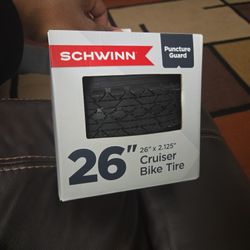 SCHWINN
Puncture
Guard
26"
26" x 2.125"
Cruiser
Bike Tire